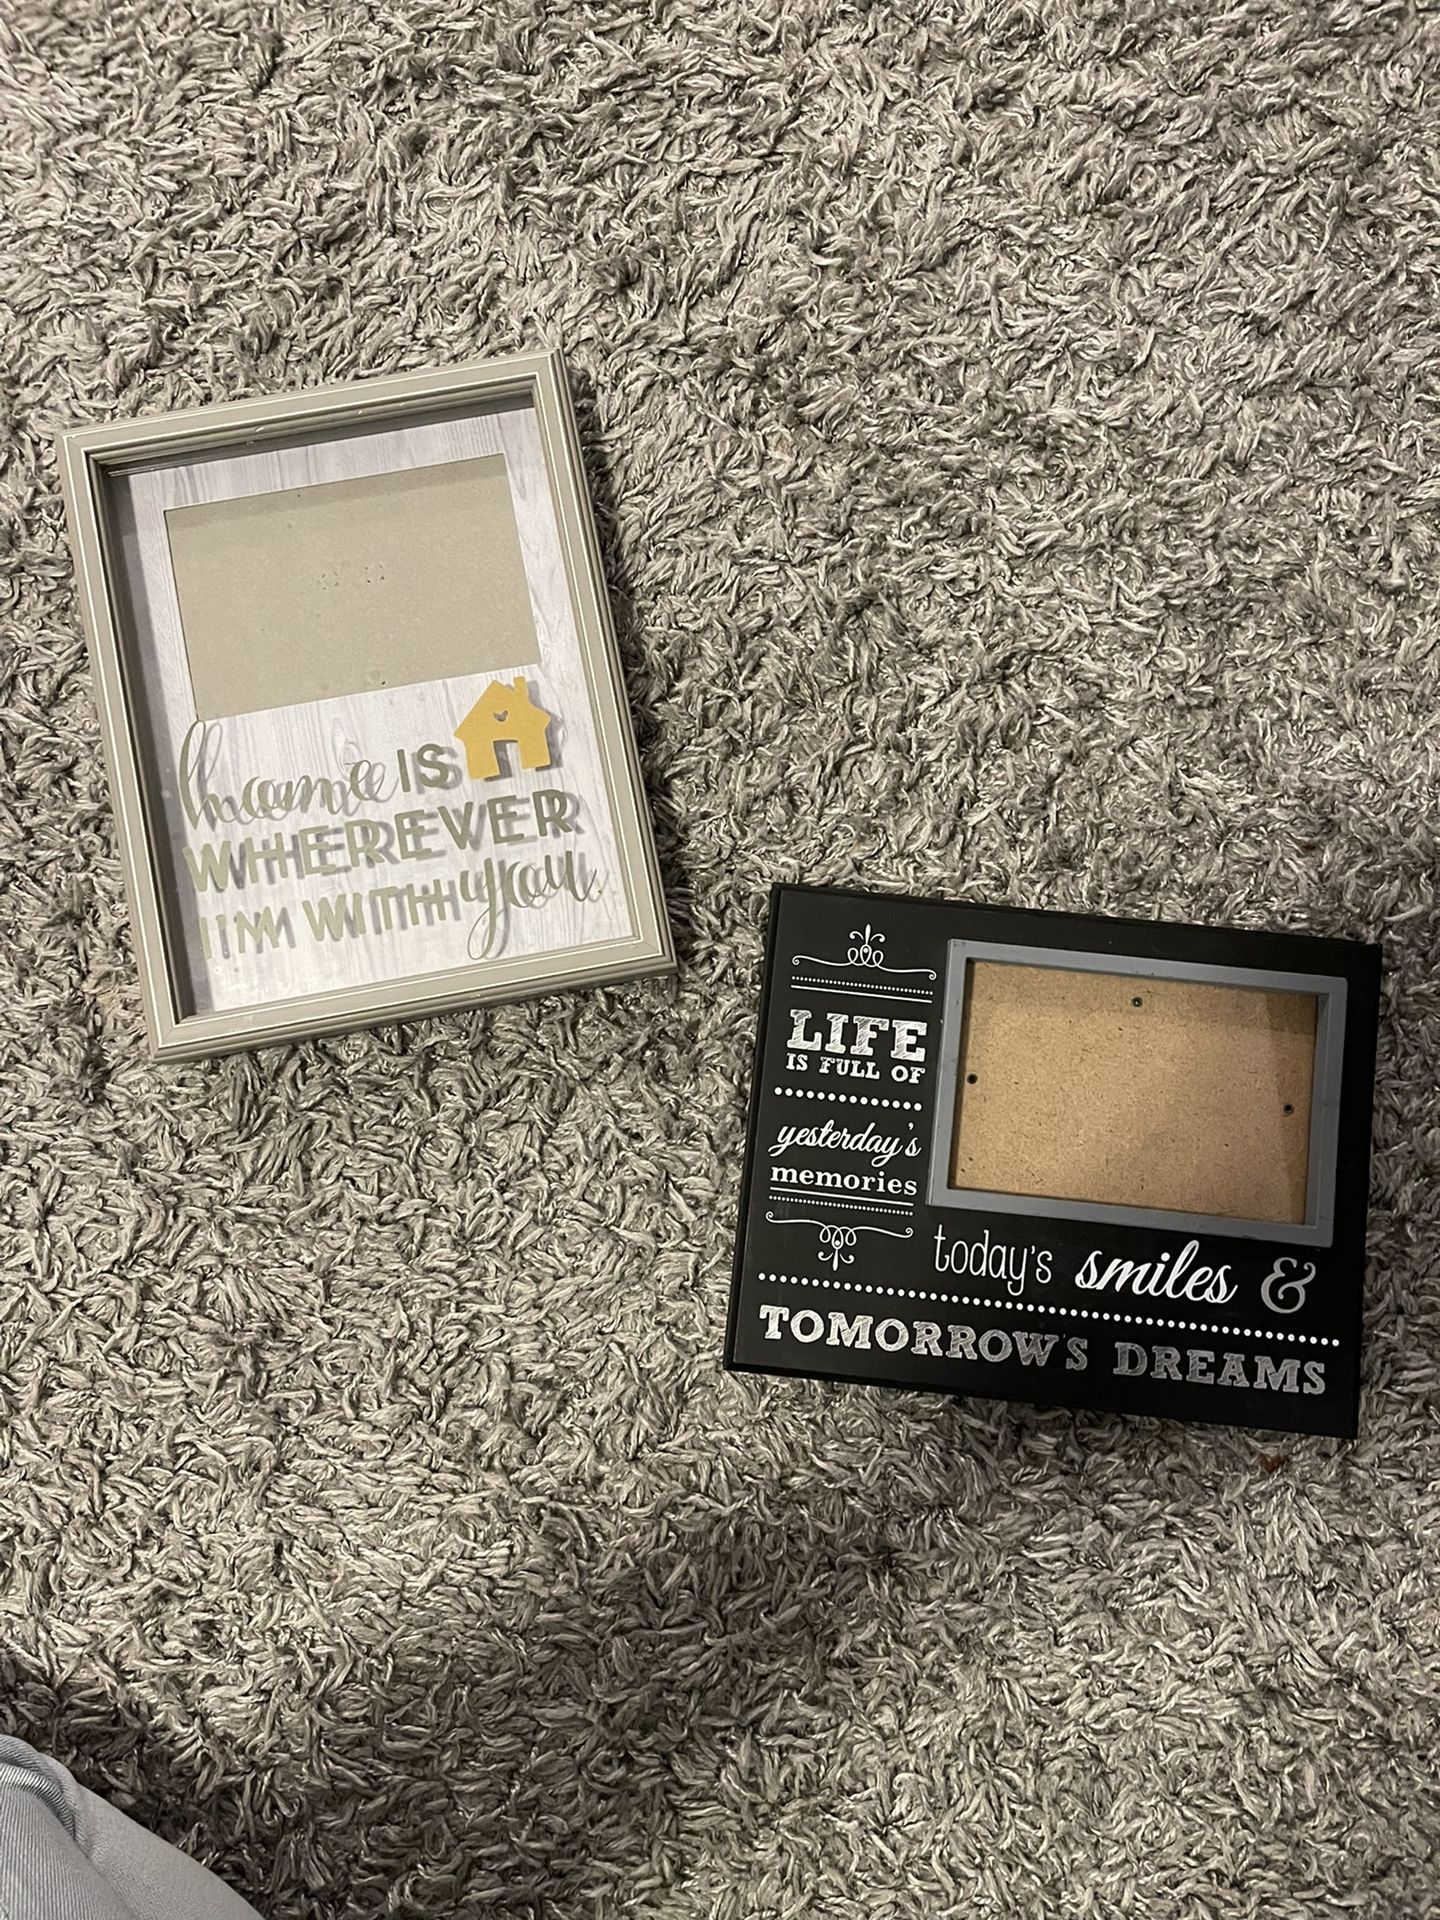 home IS
WHEREVER
I'M WITH you.
LIFE
IS FULL OF
yesterday's
memories
today's smiles &
TOMORROW'S DREAMS